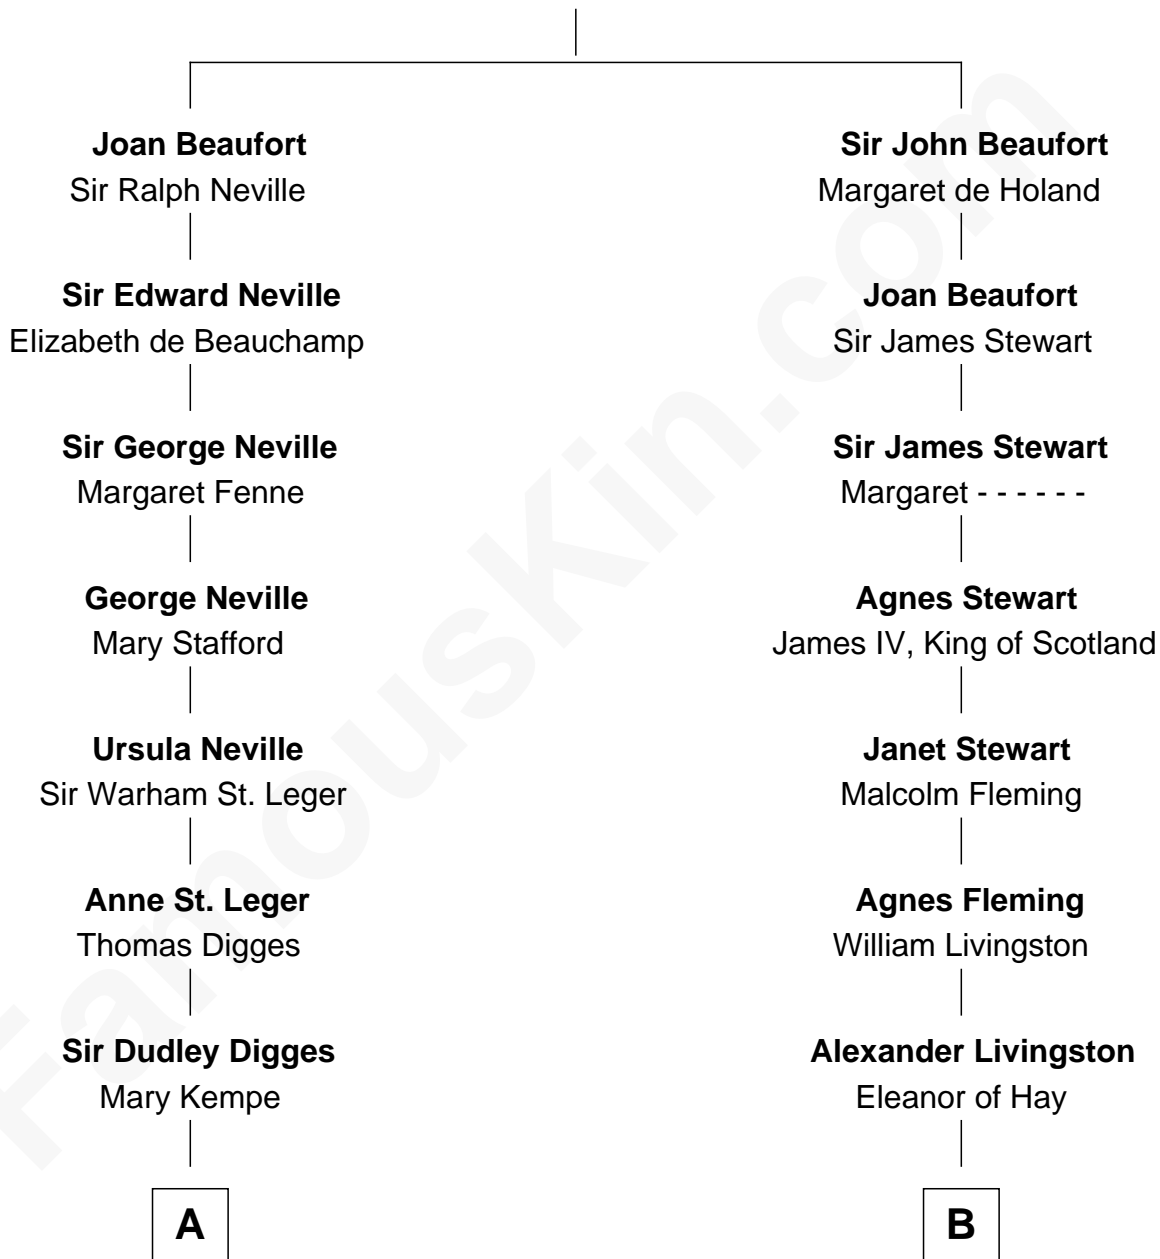 Joan Beaufort
Sir Ralph Neville
Sir John Beaufort
Margaret de Holand
Sir Edward Neville
Elizabeth de Beauchamp
Joan Beaufort
Sir James Stewart
Sir George Neville
Margaret Fenne
Sir James Stewart
Margaret - - - - - -
George Neville
Mary Stafford
Agnes Stewart
James IV, King of Scotland
Ursula Neville
Sir Warham St. Leger
Janet Stewart
Malcolm Fleming
Anne St. Leger
Thomas Digges
Agnes Fleming
William Livingston
Sir Dudley Digges
Mary Kempe
Alexander Livingston
Eleanor of Hay
A
B
FamousKin.com